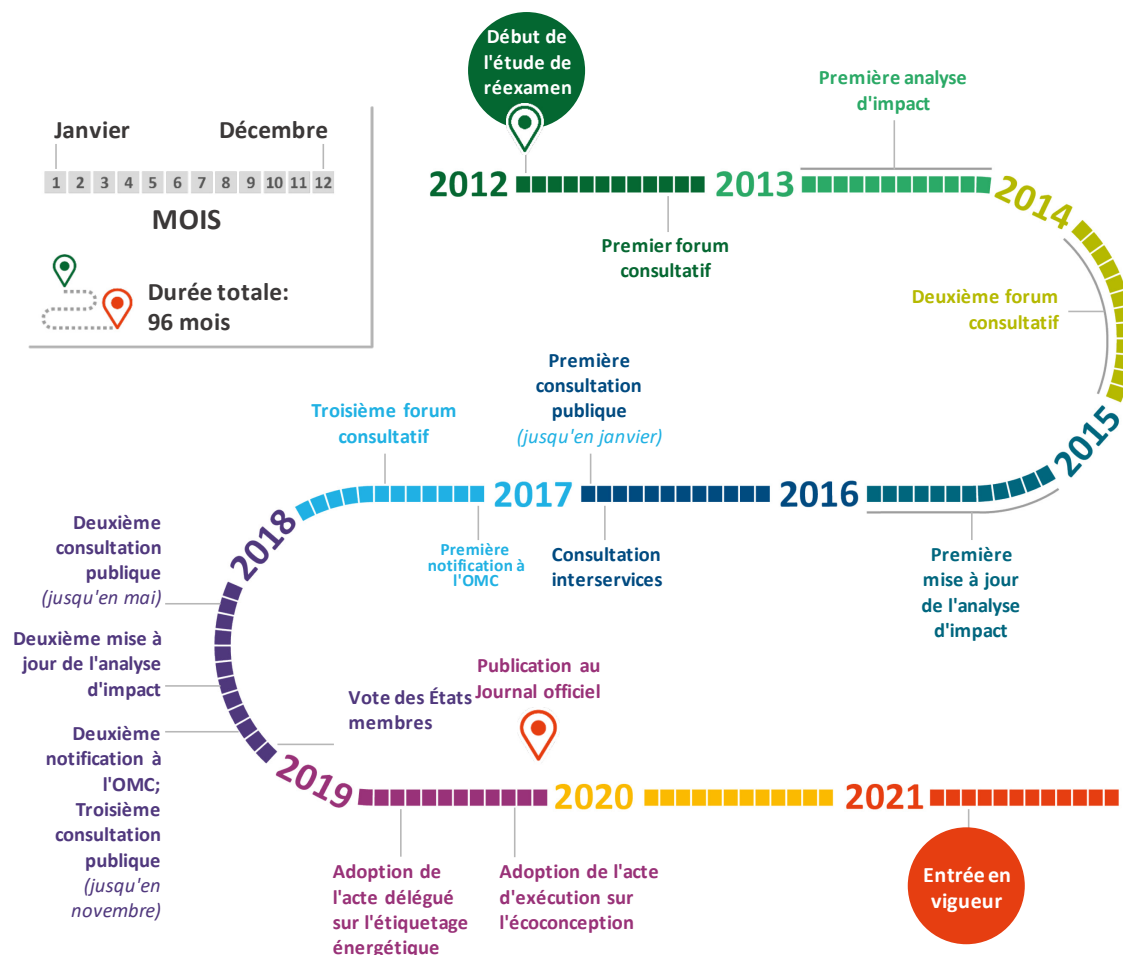 Début de
l'étude de
réexamen
Première analyse
d'impact
Janvier
Décembre
1 2 3 4 5 6 7 8 9 10 11 12
MOIS
Durée totale:
96 mois
2012
2013
2014
Premier forum
consultatif
Deuxième forum
consultatif
Première
consultation
publique
(jusqu'en janvier)
Troisième forum
consultatif
2015
2016
2017
2018
Première
notification à
l'OMC
Consultation
interservices
Première
mise à jour
de l'analyse
d'impact
Deuxième
consultation
publique
(jusqu'en mai)
Deuxième mise à
jour de l'analyse
d'impact
Deuxième
notification à
l'OMC;
Troisième
consultation
publique
(jusqu'en
novembre)
Vote des États
membres
Publication au
Journal officiel
2019
2020
2021
Adoption de
l'acte délégué
sur l'étiquetage
énergétique
Adoption de l'acte
d'exécution sur
l'écoconception
Entrée en
vigueur